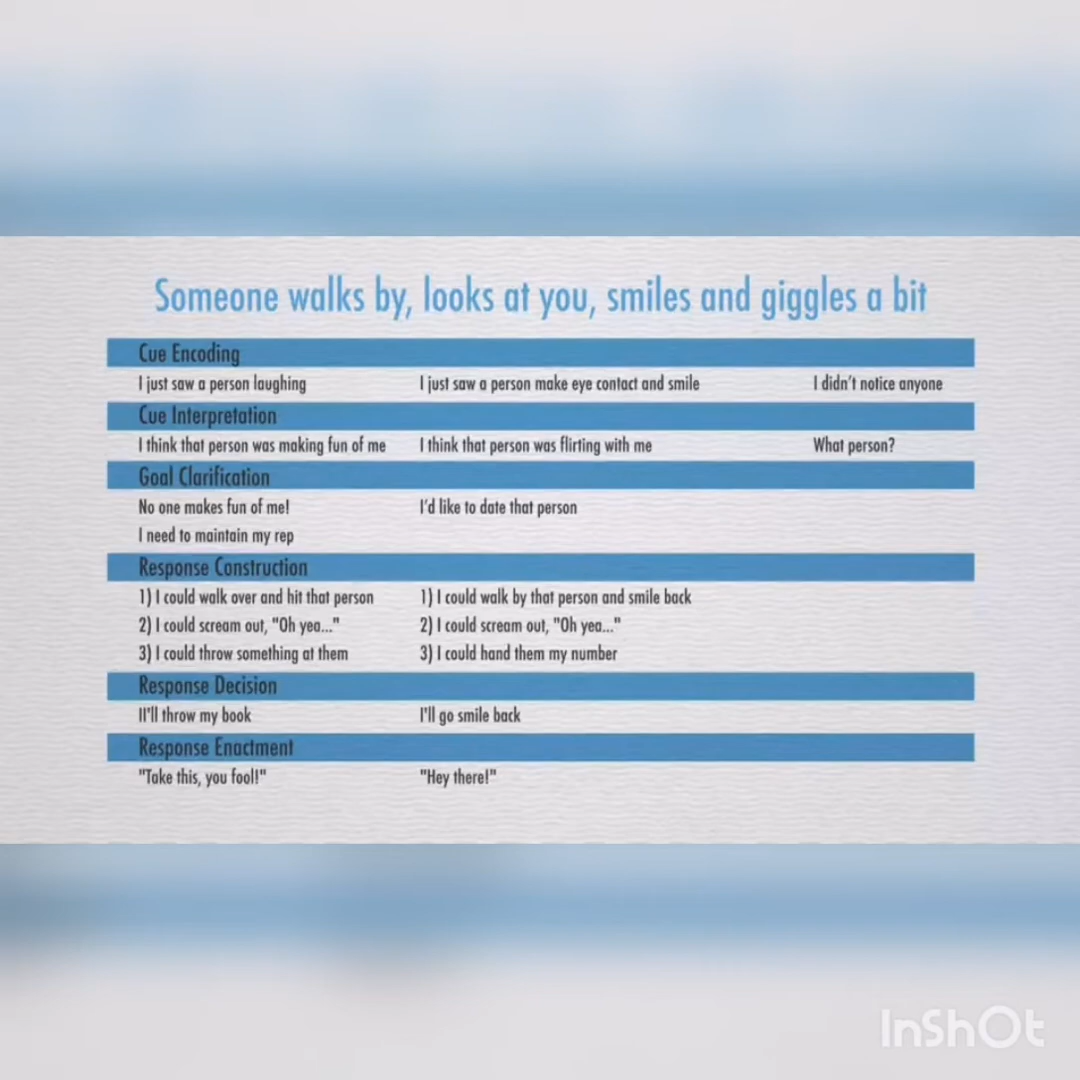 Someone walks by, looks at you, smiles and giggles a bit
Cue Encoding
I just saw a person laughing I just saw a person make eye contact and smile I didn't notice anyone
Cue Interpretation
I think that person was making fun of me I think that person was flirting with me What person?
Goal Clarification
No one makes fun of me! I'd like to date that person
I need to maintain my rep
Response Construction
1) I could walk over and hit that person 1) I could walk by that person and smile back
2) I could scream out, "Oh yea..." 2) I could scream out, "Oh yea..."
3) I could throw something at them 3) I could hand them my number
Response Decision
II'll throw my book I'll go smile back
Response Enactment
"Take this, you fool!" "Hey there!"
InShOt